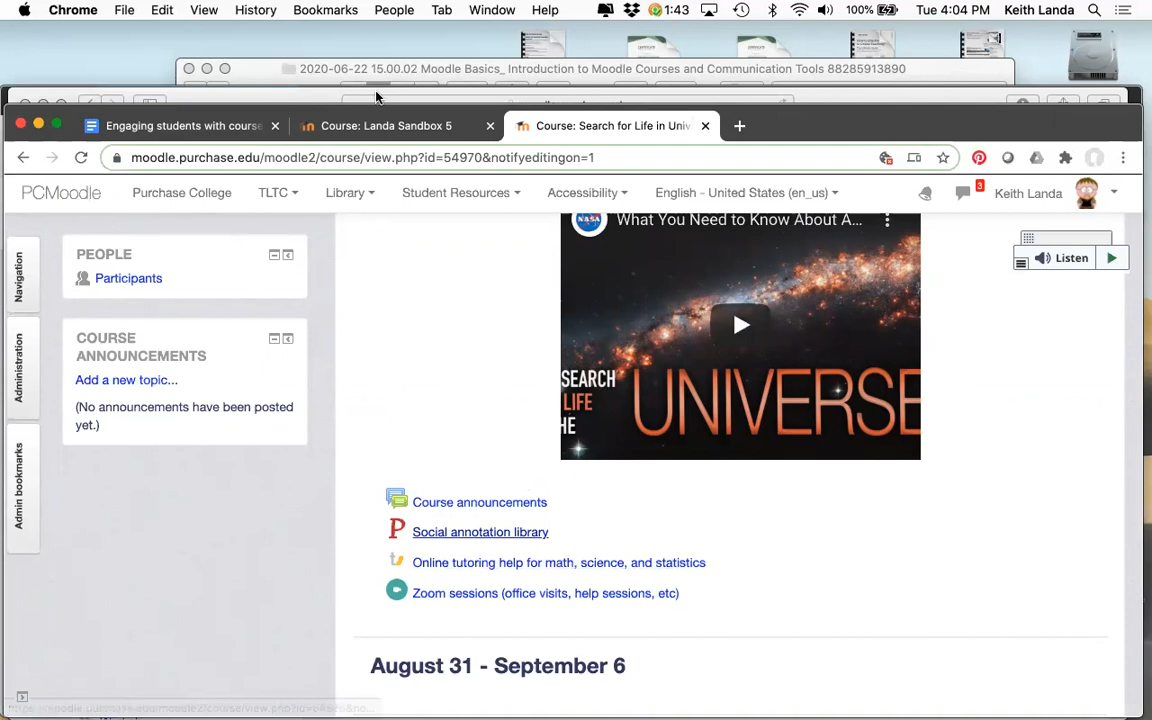 Chrome File Edit View History Bookmarks People Tab Window Help 1:43 100% Tue 4:04 PM Keith Landa
2020-06-22 15.00.02 Moodle Basics_ Introduction to Moodle Courses and Communication Tools 88285913890
Engaging students with course Course: Landa Sandbox 5 Course: Search for Life in Univ
moodle.purchase.edu/moodle2/course/view.php?id=54970&notifyeditingon=1
PCMoodle Purchase College TLTC Library Student Resources Accessibility English - United States (en_us) 3 Keith Landa
NASA What You Need to Know About A...
PEOPLE
Participants
Listen
COURSE
ANNOUNCEMENTS
Add a new topic...
(No announcements have been posted
yet.)
SEARCH
LIFE
HE
UNIVERSE
Navigation
Administration
Admin bookmarks
Course announcements
P Social annotation library
Online tutoring help for math, science, and statistics
Zoom sessions (office visits, help sessions, etc)
August 31 - September 6